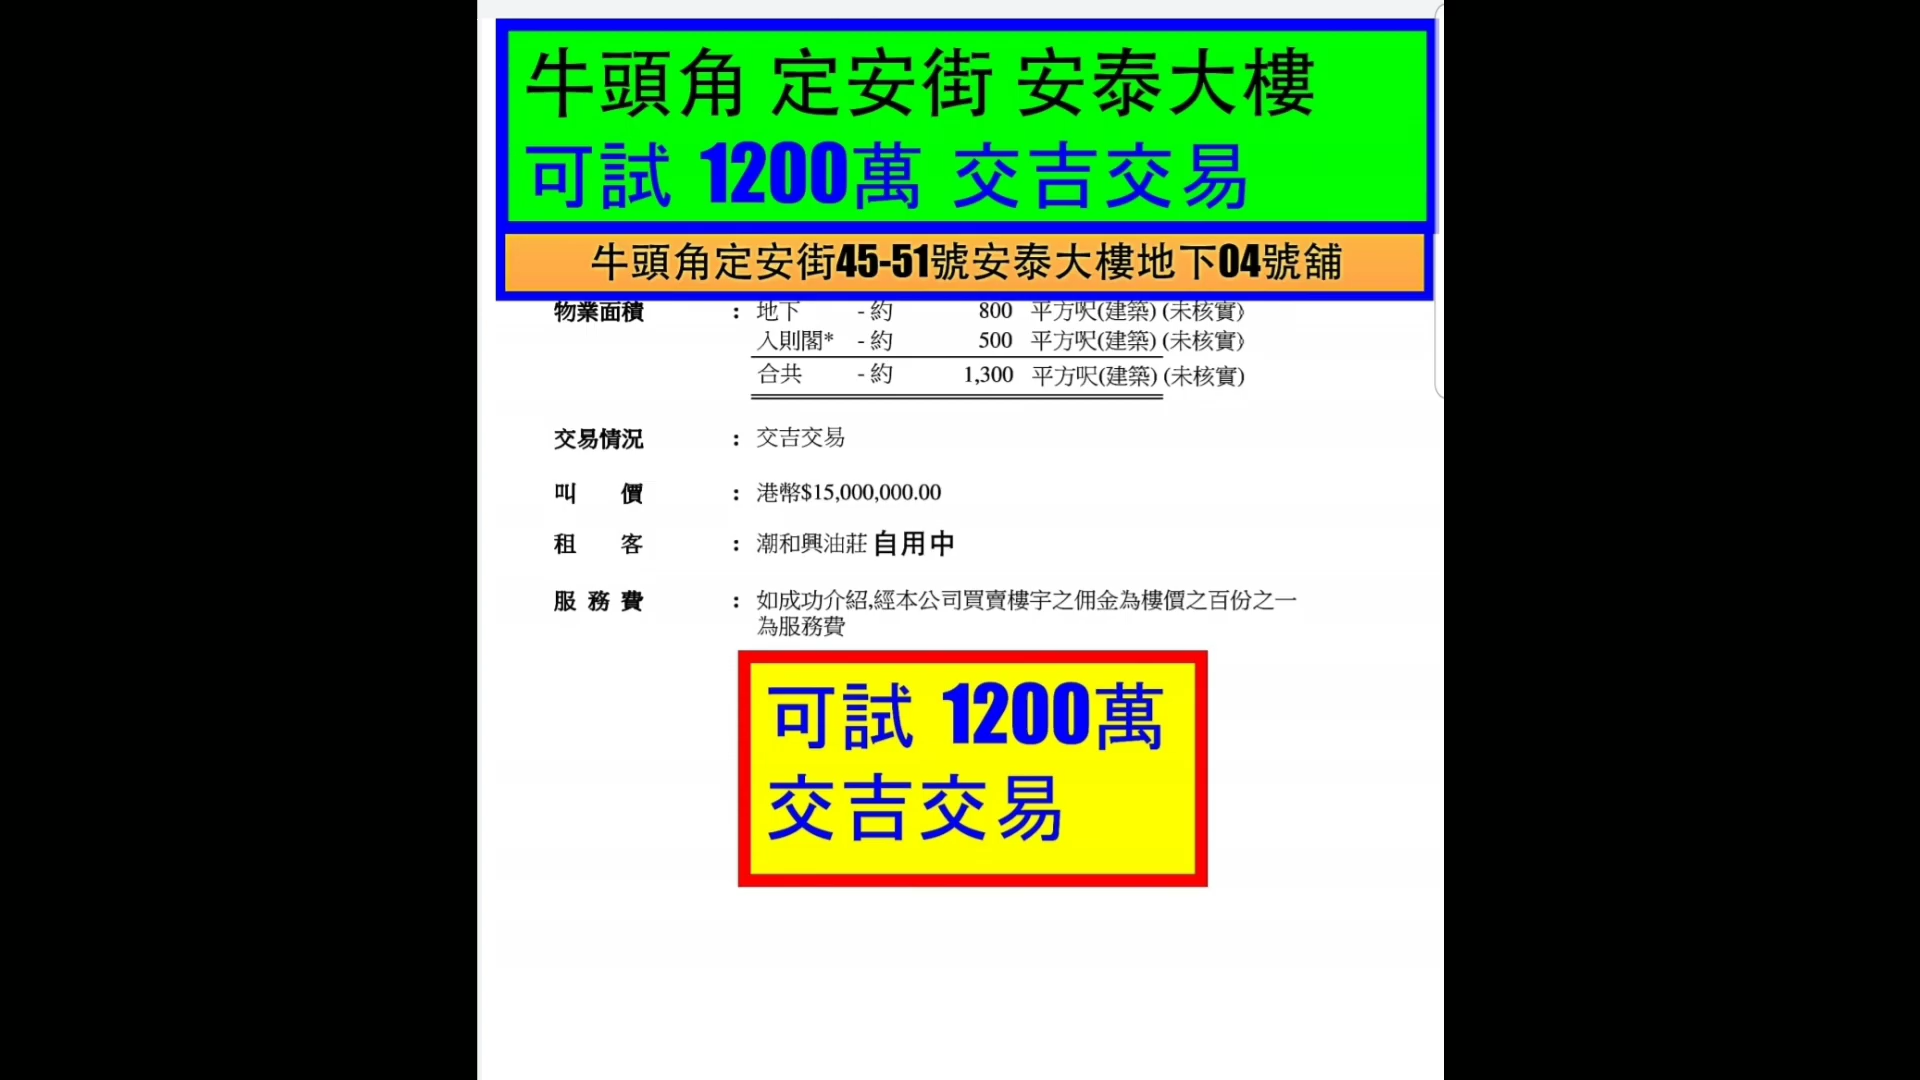 牛頭角 定安街 安泰大樓
可試 1200萬 交吉交易
牛頭角定安街45-51號安泰大樓地下04號舖
物業面積 : 地下 - 約 800 平方呎(建築) (未核實)
入則閣* - 約 500 平方呎(建築) (未核實)
合共 - 約 1,300 平方呎(建築) (未核實)
交易情況 : 交吉交易
叫 價 : 港幣$15,000,000.00
租 客 : 潮和興油莊 自用中
服 務 費 : 如成功介紹,經本公司買賣樓宇之佣金為樓價之百份之一
為服務費
可試 1200萬
交吉交易